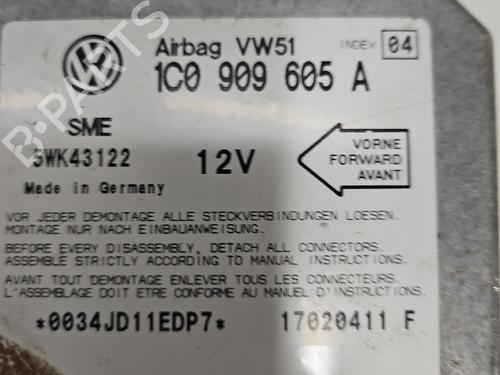 Airbag VW51 INDEX 04
1C0 909 605 A
SME
5WK43122 12V
VORNE
FORWARD
AVANT
Made in Germany
VOR JEDER DEMONTAGE ALLE STECKVERBINDUNGEN LOESEN.
MONTAGE NUR NACH EINBAUANWEISUNG.
BEFORE EVERY DISASSEMBLY, DETACH ALL CONNECTORS.
ASSEMBLE STRICTLY ACCORDING TO MANUAL INSTRUCTIONS.
AVANT TOUT DEMONTAGE ENLEVER TOUS LES CONNECTEURS.
L'ASSEMBLAGE DOIT ETRE CONFORME AU MANUEL D'INSTRUCTIONS.
*0034JD11EDP7* 17020411 F
B-PARTS